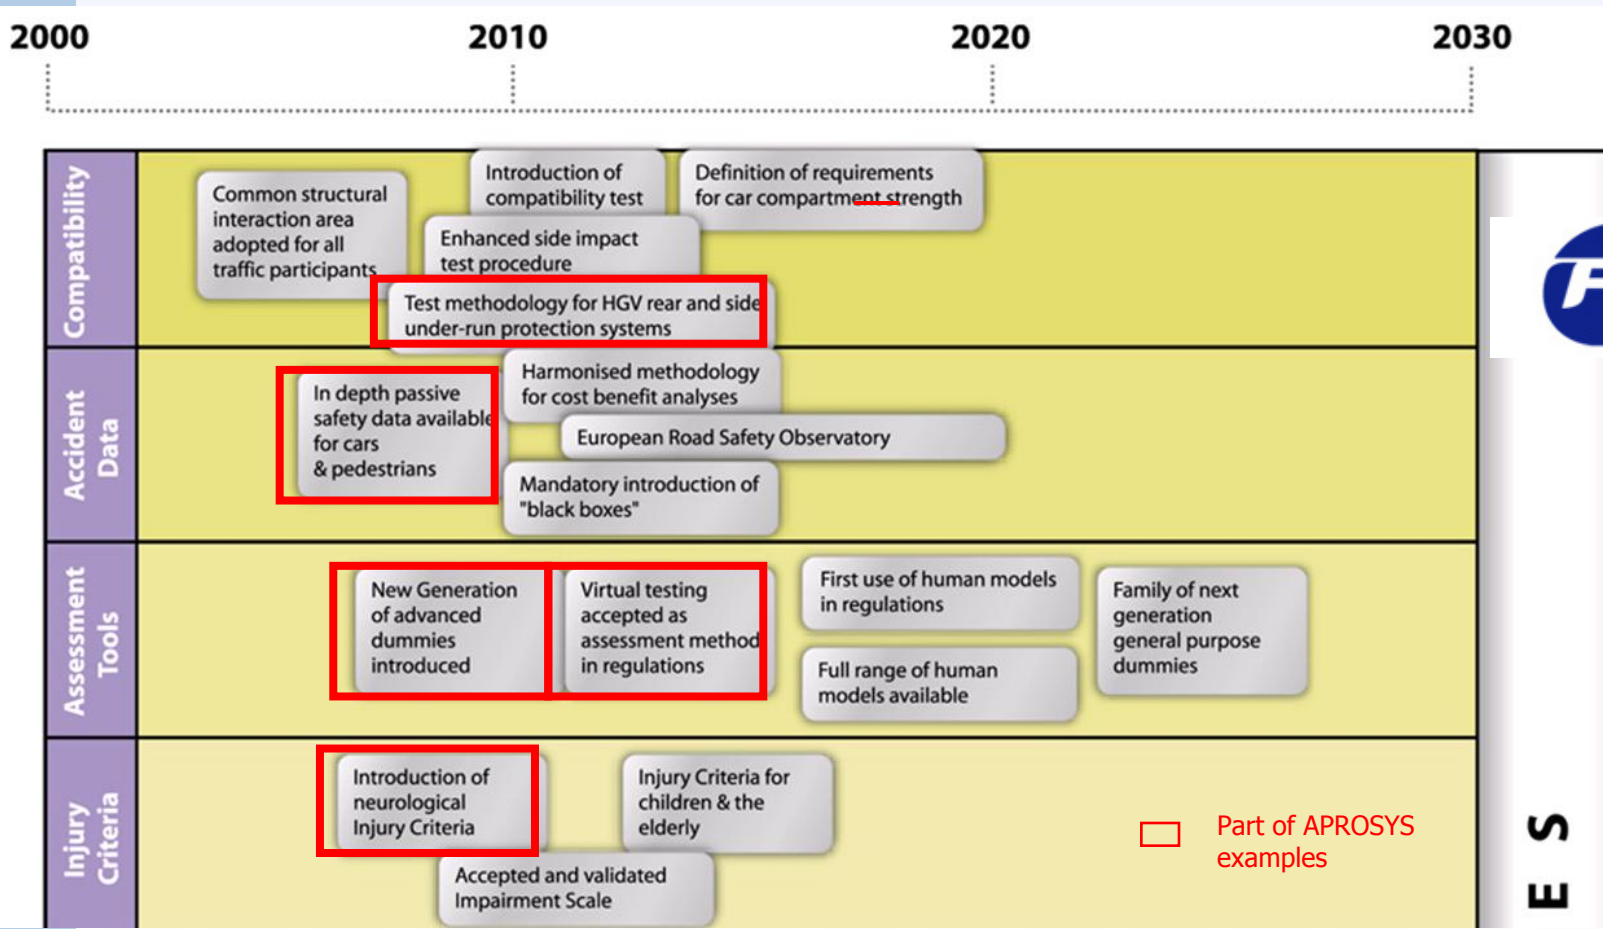 2000
2010
2020
2030
Compatibility
Common structural
interaction area
adopted for all
traffic participants
Introduction of
compatibility test
Definition of requirements
for car compartment strength
Enhanced side impact
test procedure
Test methodology for HGV rear and side
under-run protection systems
Accident
Data
In depth passive
safety data available
for cars
& pedestrians
Harmonised methodology
for cost benefit analyses
European Road Safety Observatory
Mandatory introduction of
"black boxes"
Assessment
Tools
New Generation
of advanced
dummies
introduced
Virtual testing
accepted as
assessment method
in regulations
First use of human models
in regulations
Full range of human
models available
Family of next
generation
general purpose
dummies
Injury
Criteria
Introduction of
neurological
Injury Criteria
Injury Criteria for
children & the
elderly
Accepted and validated
Impairment Scale
Part of APROSYS
examples
F
E S